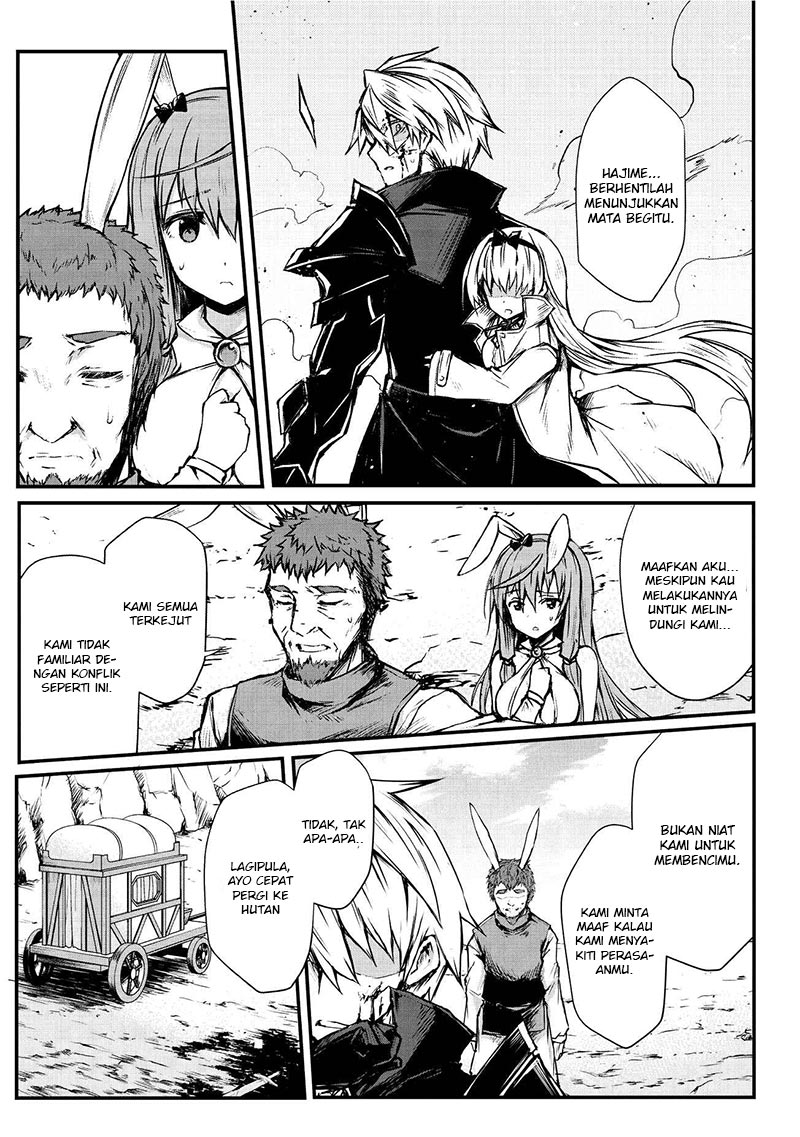 HAJIME...
BERHENTILAH
MENUNJUKKAN
MATA BEGITU.
MAAFKAN AKU...
MESKIPUN KAU
MELAKUKANNYA
UNTUK MELIN-
DUNGI KAMI...
KAMI SEMUA
TERKEJUT
KAMI TIDAK
FAMILIAR DE-
NGAN KONFLIK
SEPERTI INI.
BUKAN NIAT
KAMI UNTUK
MEMBENCIMU.
KAMI MINTA
MAAF KALAU
KAMI MENYA-
KITI PERASA-
ANMU.
TIDAK, TAK
APA-APA..
LAGIPULA,
AYO CEPAT
PERGI KE
HUTAN